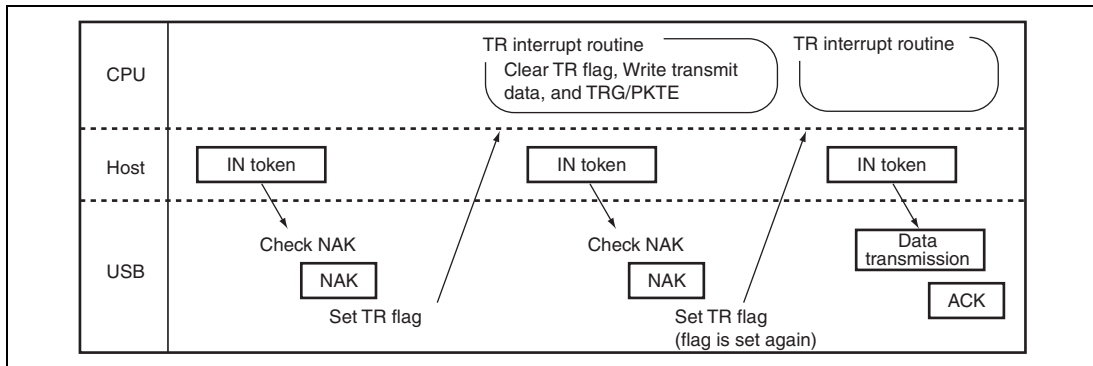 TR interrupt routine
TR interrupt routine
CPU
Clear TR flag, Write transmit
data, and TRG/PKTE
Host
IN token
IN token
IN token
USB
Check NAK
Check NAK
Data
transmission
NAK
NAK
ACK
Set TR flag
Set TR flag
(flag is set again)